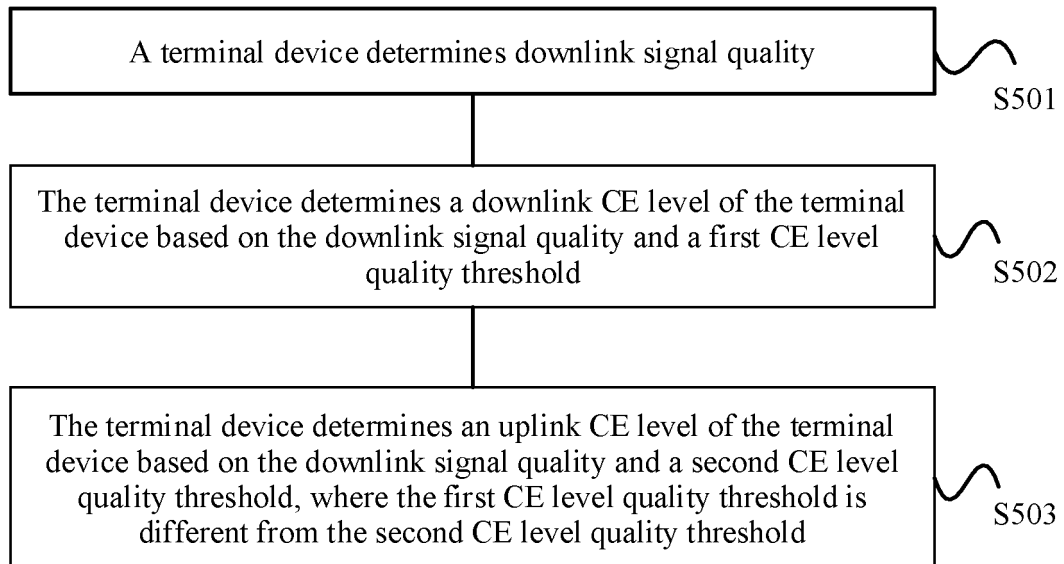 A terminal device determines downlink signal quality
S501
The terminal device determines a downlink CE level of the terminal
device based on the downlink signal quality and a first CE level
quality threshold
S502
The terminal device determines an uplink CE level of the terminal
device based on the downlink signal quality and a second CE level
quality threshold, where the first CE level quality threshold is
different from the second CE level quality threshold
S503